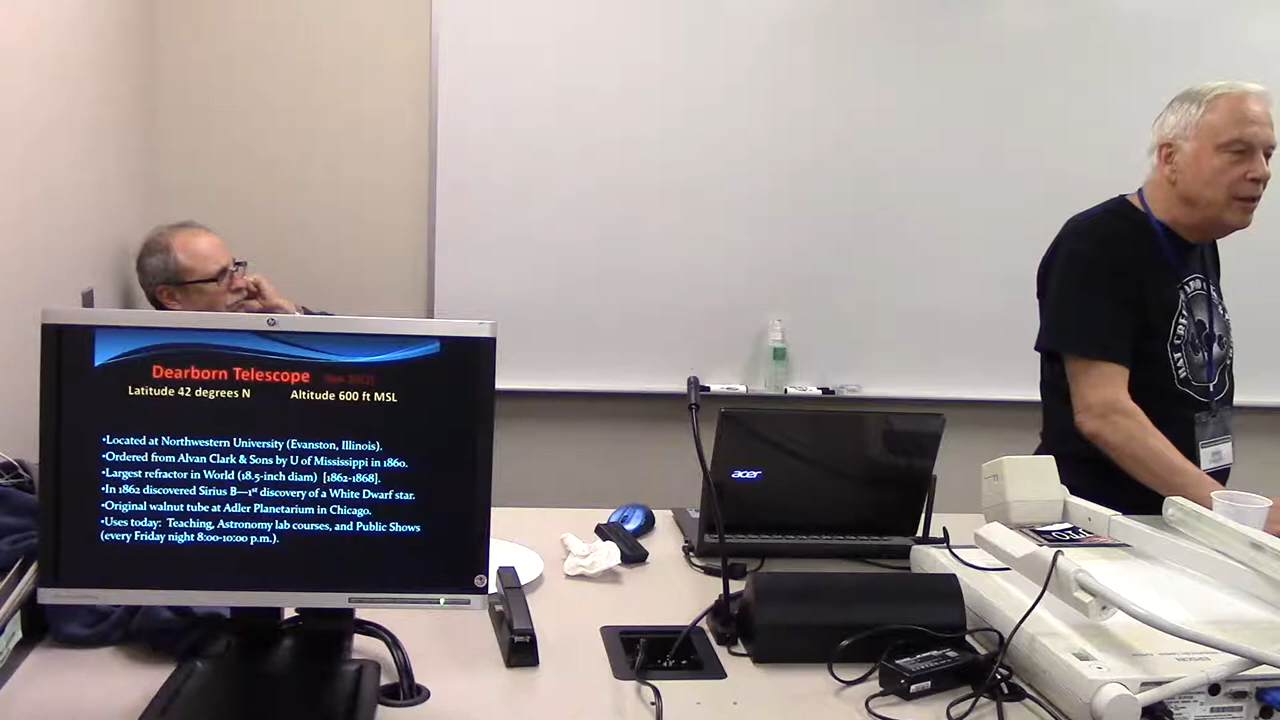 Dearborn Telescope
Latitude 42 degrees N Altitude 600 ft MSL
•Located at Northwestern University (Evanston, Illinois).
•Ordered from Alvan Clark & Sons by U of Mississippi in 1860.
•Largest refractor in World (18.5-inch diam) [1862-1868].
•In 1862 discovered Sirius B—1st discovery of a White Dwarf star.
•Original walnut tube at Adler Planetarium in Chicago.
•Uses today: Teaching, Astronomy lab courses, and Public Shows
(every Friday night 8:00-10:00 p.m.).
acer
hp
EPSON